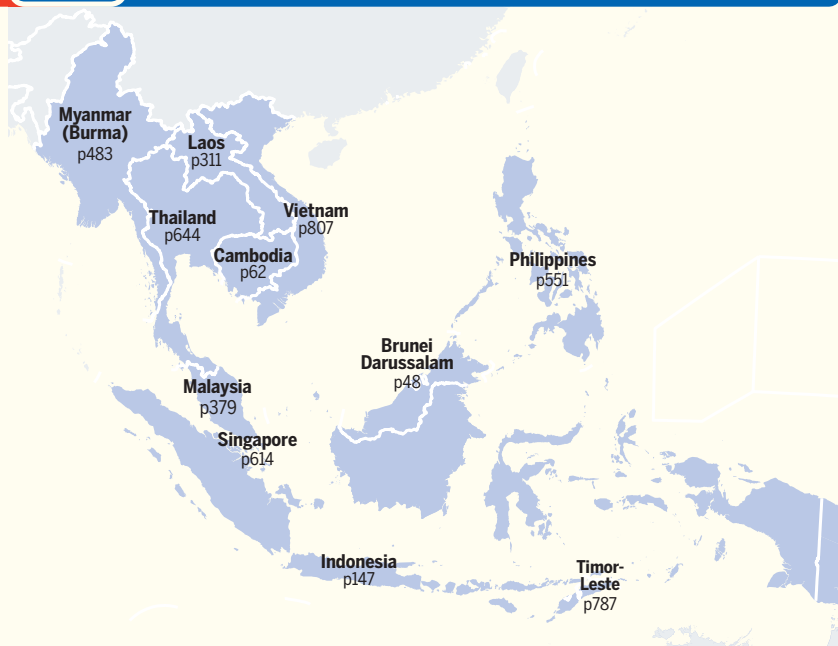 Myanmar
(Burma)
p483
Laos
p311
Thailand
p644
Vietnam
p807
Cambodia
p62
Philippines
p551
Brunei
Darussalam
p48
Malaysia
p379
Singapore
p614
Indonesia
p147
Timor-
Leste
p787